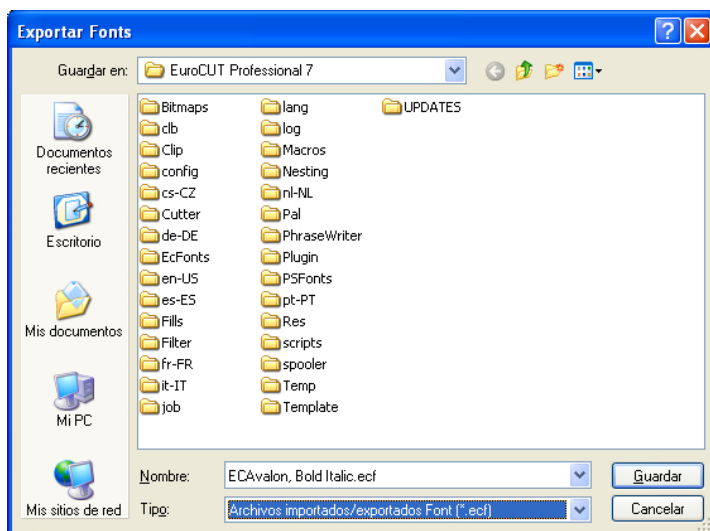 Exportar Fonts
Guardar en: EuroCUT Professional 7
Documentos
recientes
Escritorio
Mis documentos
Mi PC
Mis sitios de red
Bitmaps
clb
Clip
config
cs-CZ
Cutter
de-DE
EcFonts
en-US
es-ES
Fills
Filter
fr-FR
it-IT
job
lang
log
Macros
Nesting
nl-NL
Pal
PhraseWriter
Plugin
PSFonts
pt-PT
Res
scripts
spooler
Temp
Template
UPDATES
Nombre: ECAvalon, Bold Italic.ecf Guardar
Tipo: Archivos importados/exportados Font (*.ecf) Cancelar